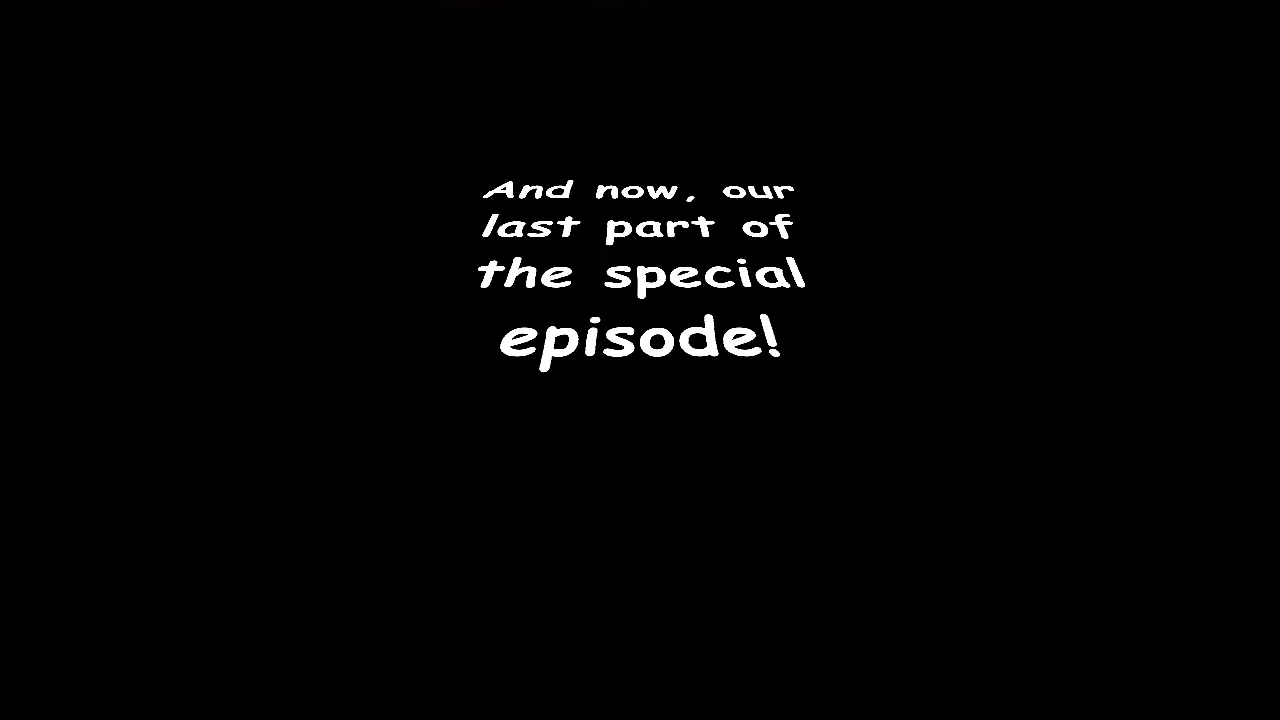 And now, our
last part of
the special
episode!